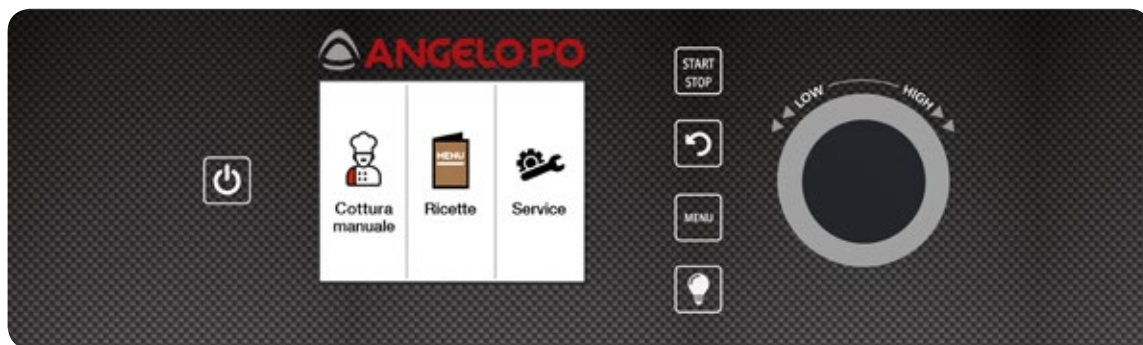 ANGELO PO
START
STOP
LOW
HIGH
MENU
Cottura
manuale
Ricette
Service
MENU